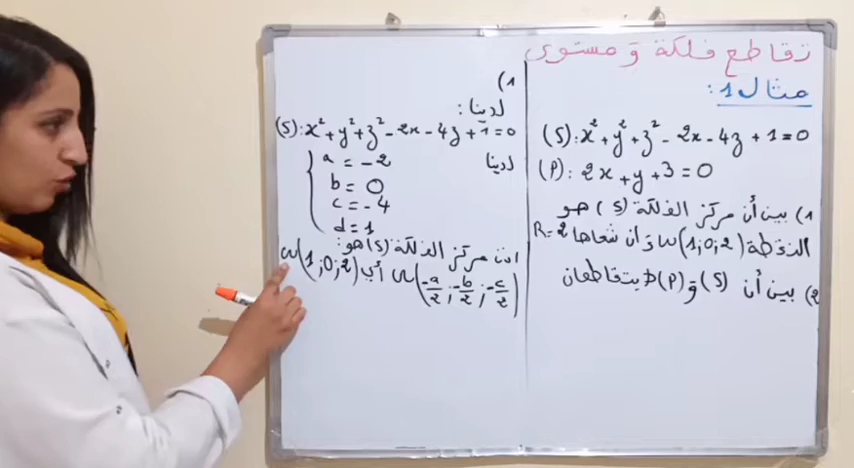 تقاطع فلكة و مستوى
مثال 1:
(S): x² + y² + z² - 2x - 4z + 1 = 0
(P): 2x + y + 3 = 0
1) بين أن مركز الفلكة (S) هو
النقطة Ω(1;0;2) و أن شعاعها R=2
2) بين أن (S) و (P) يتقاطعان
1)
لدينا:
(S): x² + y² + z² - 2x - 4z + 1 = 0
لدينا
a = -2
b = 0
c = -4
d = 1
اذن مركز الفلكة (S) هو:
Ω(-a/2 ; -b/2 ; -c/2) أي Ω(1;0;2)